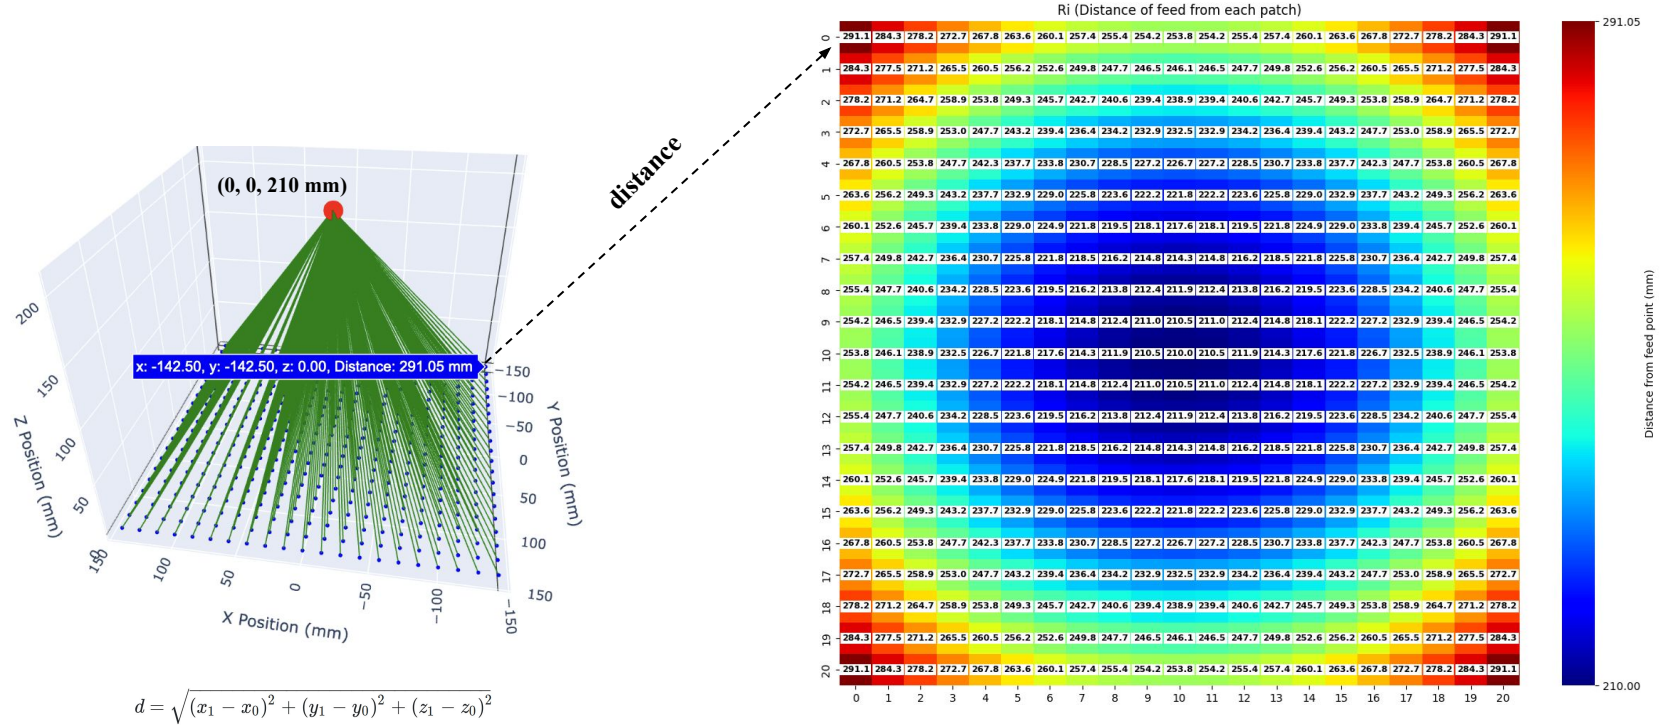 (0, 0, 210 mm)
x: -142.50, y: -142.50, z: 0.00, Distance: 291.05 mm
200
150
100
50
0
Z Position (mm)
150
100
50
0
−50
−100
−150
X Position (mm)
−150
−100
−50
0
50
100
150
Y Position (mm)
d = √(x₁ − x₀)² + (y₁ − y₀)² + (z₁ − z₀)²
distance
Ri (Distance of feed from each patch)
0 291.1 284.3 278.2 272.7 267.8 263.6 260.1 257.4 255.4 254.2 253.8 254.2 255.4 257.4 260.1 263.6 267.8 272.7 278.2 284.3 291.1
1 284.3 277.5 271.2 265.5 260.5 256.2 252.6 249.8 247.7 246.5 246.1 246.5 247.7 249.8 252.6 256.2 260.5 265.5 271.2 277.5 284.3
2 278.2 271.2 264.7 258.9 253.8 249.3 245.7 242.7 240.6 239.4 238.9 239.4 240.6 242.7 245.7 249.3 253.8 258.9 264.7 271.2 278.2
3 272.7 265.5 258.9 253.0 247.7 243.2 239.4 236.4 234.2 232.9 232.5 232.9 234.2 236.4 239.4 243.2 247.7 253.0 258.9 265.5 272.7
4 267.8 260.5 253.8 247.7 242.3 237.7 233.8 230.7 228.5 227.2 226.7 227.2 228.5 230.7 233.8 237.7 242.3 247.7 253.8 260.5 267.8
5 263.6 256.2 249.3 243.2 237.7 232.9 229.0 225.8 223.6 222.2 221.8 222.2 223.6 225.8 229.0 232.9 237.7 243.2 249.3 256.2 263.6
6 260.1 252.6 245.7 239.4 233.8 229.0 224.9 221.8 219.5 218.1 217.6 218.1 219.5 221.8 224.9 229.0 233.8 239.4 245.7 252.6 260.1
7 257.4 249.8 242.7 236.4 230.7 225.8 221.8 218.5 216.2 214.8 214.3 214.8 216.2 218.5 221.8 225.8 230.7 236.4 242.7 249.8 257.4
8 255.4 247.7 240.6 234.2 228.5 223.6 219.5 216.2 213.8 212.4 211.9 212.4 213.8 216.2 219.5 223.6 228.5 234.2 240.6 247.7 255.4
9 254.2 246.5 239.4 232.9 227.2 222.2 218.1 214.8 212.4 211.0 210.5 211.0 212.4 214.8 218.1 222.2 227.2 232.9 239.4 246.5 254.2
10 253.8 246.1 238.9 232.5 226.7 221.8 217.6 214.3 211.9 210.5 210.0 210.5 211.9 214.3 217.6 221.8 226.7 232.5 238.9 246.1 253.8
11 254.2 246.5 239.4 232.9 227.2 222.2 218.1 214.8 212.4 211.0 210.5 211.0 212.4 214.8 218.1 222.2 227.2 232.9 239.4 246.5 254.2
12 255.4 247.7 240.6 234.2 228.5 223.6 219.5 216.2 213.8 212.4 211.9 212.4 213.8 216.2 219.5 223.6 228.5 234.2 240.6 247.7 255.4
13 257.4 249.8 242.7 236.4 230.7 225.8 221.8 218.5 216.2 214.8 214.3 214.8 216.2 218.5 221.8 225.8 230.7 236.4 242.7 249.8 257.4
14 260.1 252.6 245.7 239.4 233.8 229.0 224.9 221.8 219.5 218.1 217.6 218.1 219.5 221.8 224.9 229.0 233.8 239.4 245.7 252.6 260.1
15 263.6 256.2 249.3 243.2 237.7 232.9 229.0 225.8 223.6 222.2 221.8 222.2 223.6 225.8 229.0 232.9 237.7 243.2 249.3 256.2 263.6
16 267.8 260.5 253.8 247.7 242.3 237.7 233.8 230.7 228.5 227.2 226.7 227.2 228.5 230.7 233.8 237.7 242.3 247.7 253.8 260.5 267.8
17 272.7 265.5 258.9 253.0 247.7 243.2 239.4 236.4 234.2 232.9 232.5 232.9 234.2 236.4 239.4 243.2 247.7 253.0 258.9 265.5 272.7
18 278.2 271.2 264.7 258.9 253.8 249.3 245.7 242.7 240.6 239.4 238.9 239.4 240.6 242.7 245.7 249.3 253.8 258.9 264.7 271.2 278.2
19 284.3 277.5 271.2 265.5 260.5 256.2 252.6 249.8 247.7 246.5 246.1 246.5 247.7 249.8 252.6 256.2 260.5 265.5 271.2 277.5 284.3
20 291.1 284.3 278.2 272.7 267.8 263.6 260.1 257.4 255.4 254.2 253.8 254.2 255.4 257.4 260.1 263.6 267.8 272.7 278.2 284.3 291.1
0 1 2 3 4 5 6 7 8 9 10 11 12 13 14 15 16 17 18 19 20
291.05
210.00
Distance from feed point (mm)